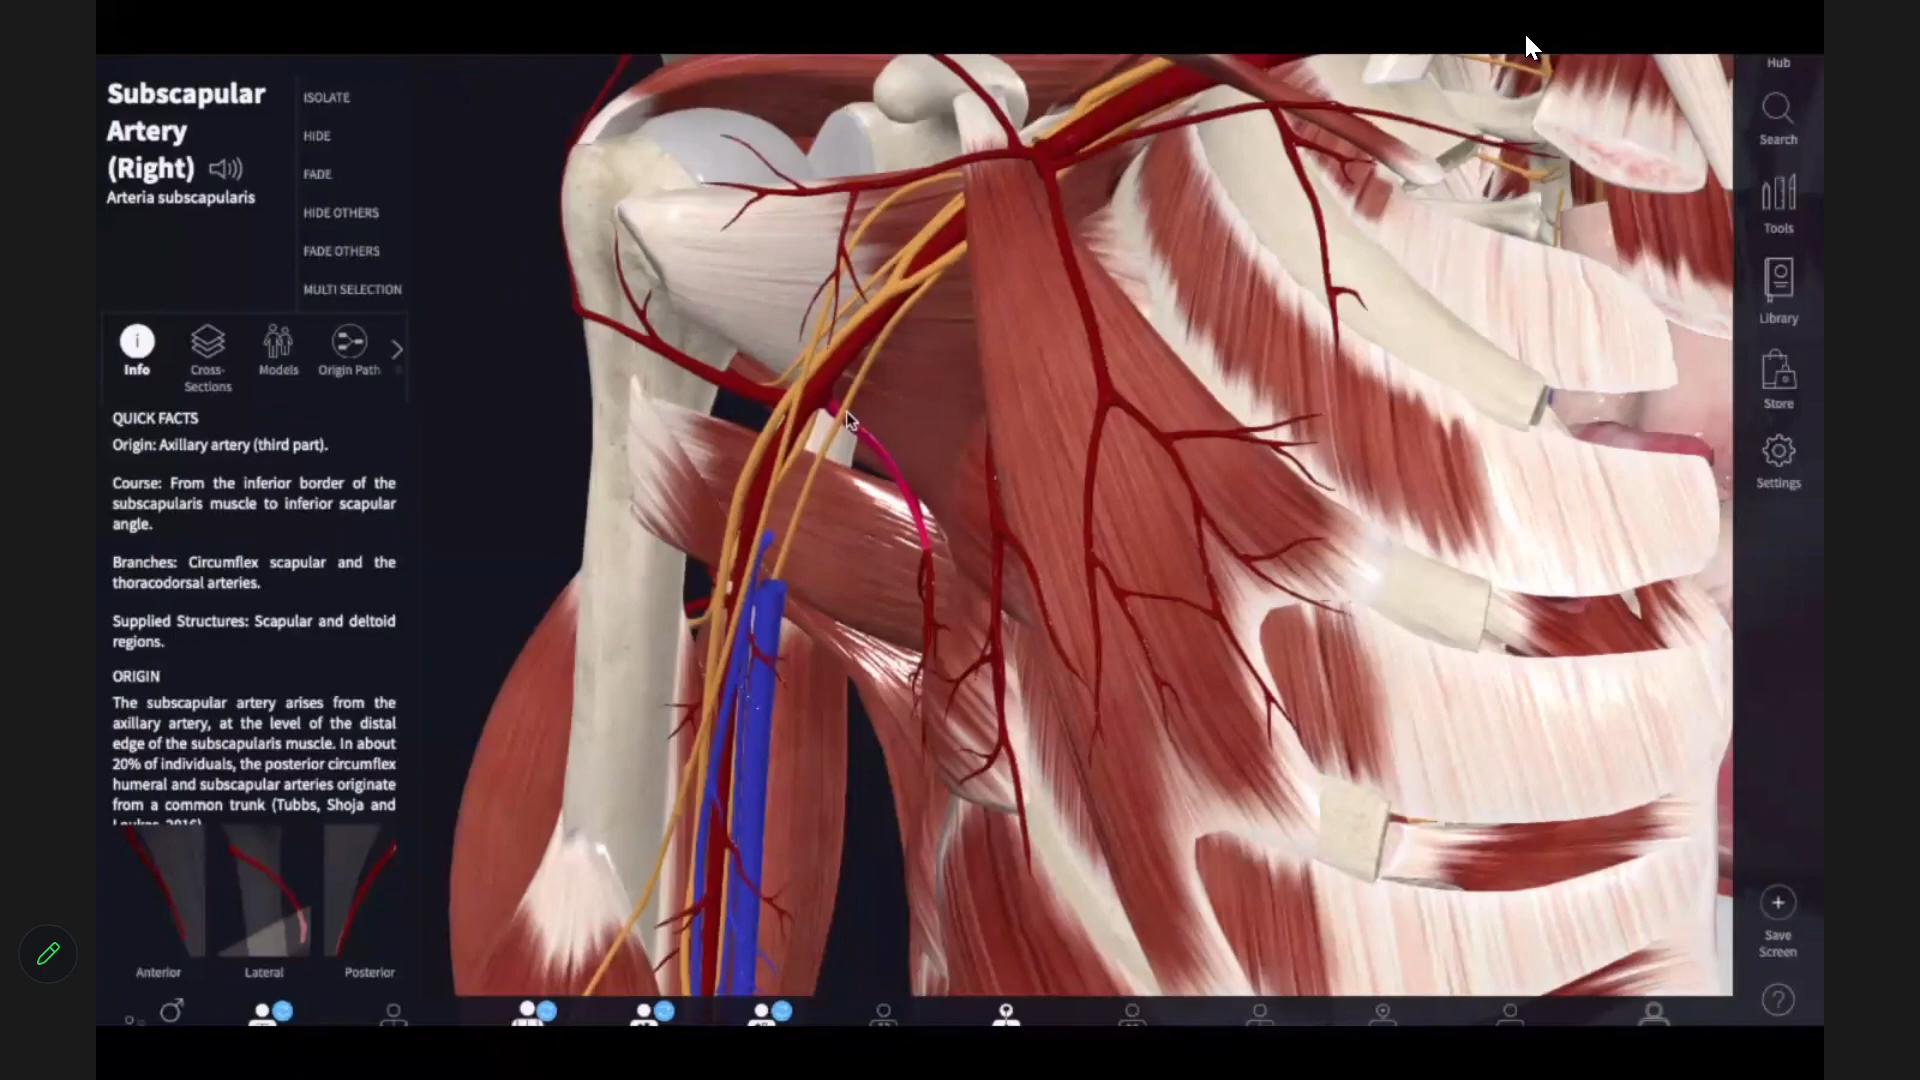 Subscapular
Artery
(Right)
Arteria subscapularis
ISOLATE
HIDE
FADE
HIDE OTHERS
FADE OTHERS
MULTI SELECTION
Info
Cross-
Sections
Models
Origin Path
QUICK FACTS
Origin: Axillary artery (third part).
Course: From the inferior border of the
subscapularis muscle to inferior scapular
angle.
Branches: Circumflex scapular and the
thoracodorsal arteries.
Supplied Structures: Scapular and deltoid
regions.
ORIGIN
The subscapular artery arises from the
axillary artery, at the level of the distal
edge of the subscapularis muscle. In about
20% of individuals, the posterior circumflex
humeral and subscapular arteries originate
from a common trunk (Tubbs, Shoja and
Anterior
Lateral
Posterior
Hub
Search
Tools
Library
Store
Settings
Save
Screen